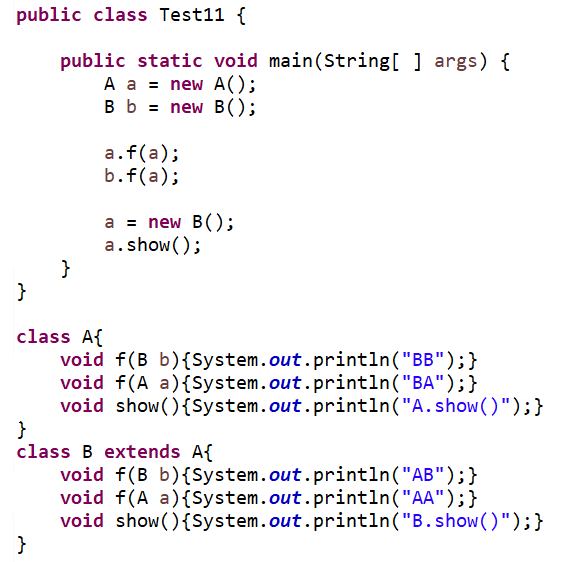 public class Test11 {
public static void main(String[ ] args) {
A a = new A();
B b = new B();
a.f(a);
b.f(a);
a = new B();
a.show();
}
}
class A{
void f(B b){System.out.println("BB");}
void f(A a){System.out.println("BA");}
void show(){System.out.println("A.show()");}
}
class B extends A{
void f(B b){System.out.println("AB");}
void f(A a){System.out.println("AA");}
void show(){System.out.println("B.show()");}
}